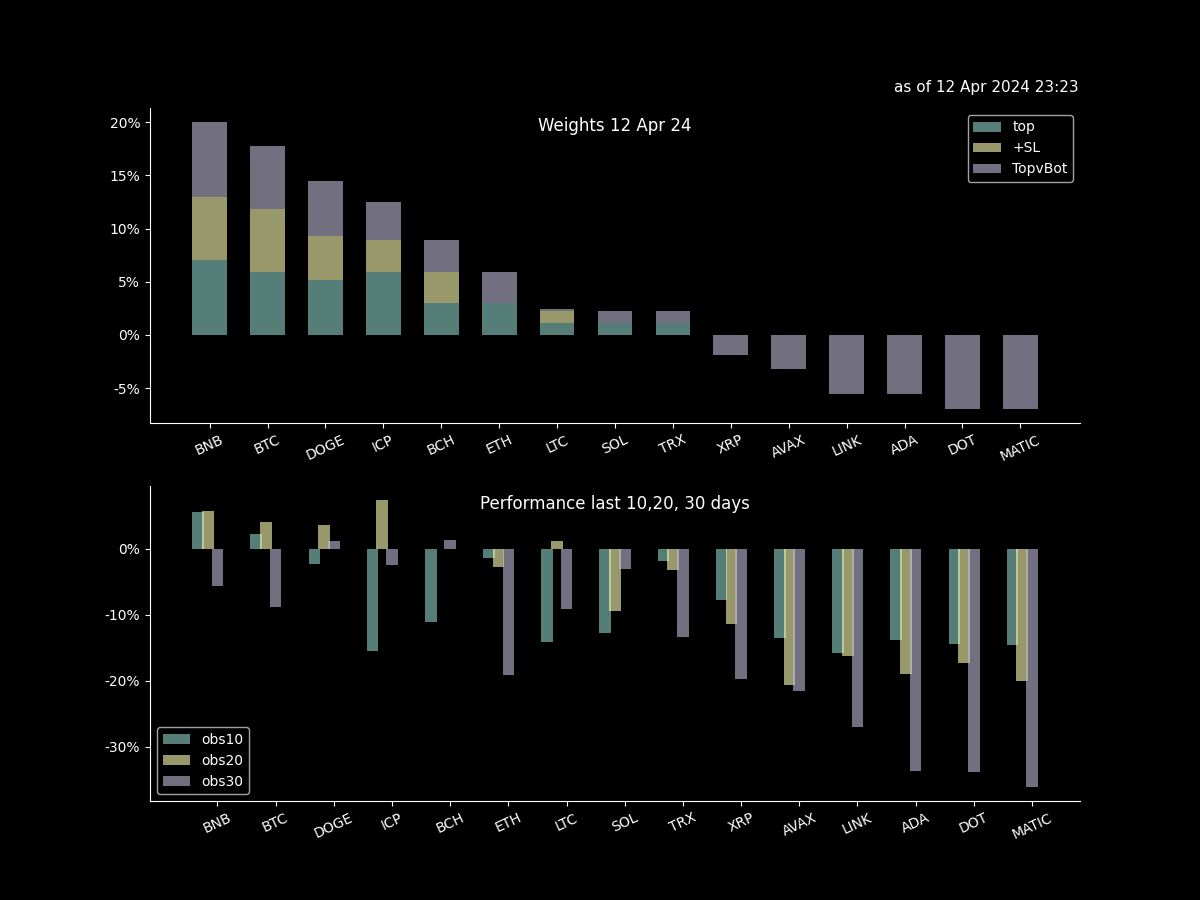 as of 12 Apr 2024 23:23
Weights 12 Apr 24
top
+SL
TopvBot
20%
15%
10%
5%
0%
-5%
BNB BTC DOGE ICP BCH ETH LTC SOL TRX XRP AVAX LINK ADA DOT MATIC
Performance last 10,20, 30 days
0%
-10%
-20%
-30%
obs10
obs20
obs30
BNB BTC DOGE ICP BCH ETH LTC SOL TRX XRP AVAX LINK ADA DOT MATIC